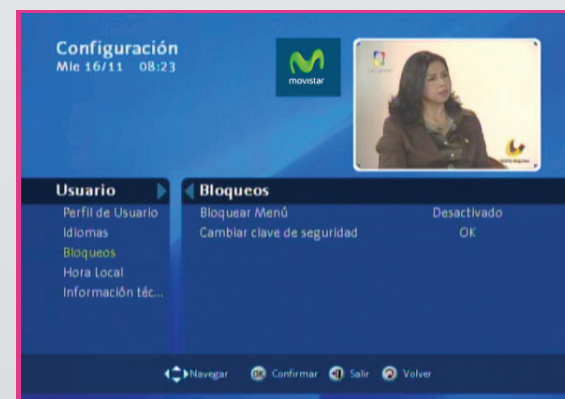 Configuración
Mie 16/11 08:23
movistar
Usuario
Bloqueos
Perfil de Usuario
Bloquear Menú
Desactivado
Idiomas
Cambiar clave de seguridad
OK
Bloqueos
Hora Local
Información téc...
Navegar
OK
Confirmar
Salir
Volver